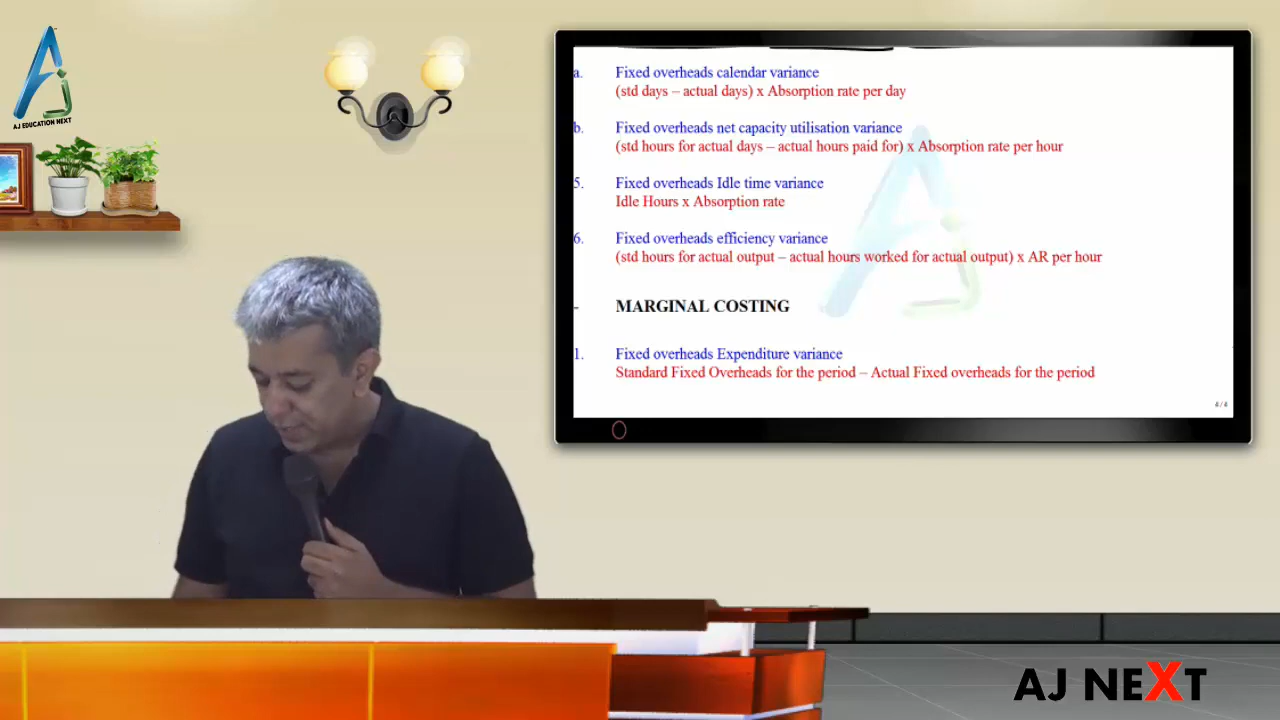 AJ EDUCATION NEXT
a. Fixed overheads calendar variance
(std days – actual days) x Absorption rate per day
b. Fixed overheads net capacity utilisation variance
(std hours for actual days – actual hours paid for) x Absorption rate per hour
5. Fixed overheads Idle time variance
Idle Hours x Absorption rate
6. Fixed overheads efficiency variance
(std hours for actual output – actual hours worked for actual output) x AR per hour
- MARGINAL COSTING
1. Fixed overheads Expenditure variance
Standard Fixed Overheads for the period – Actual Fixed overheads for the period
4 / 4
AJ NEXT